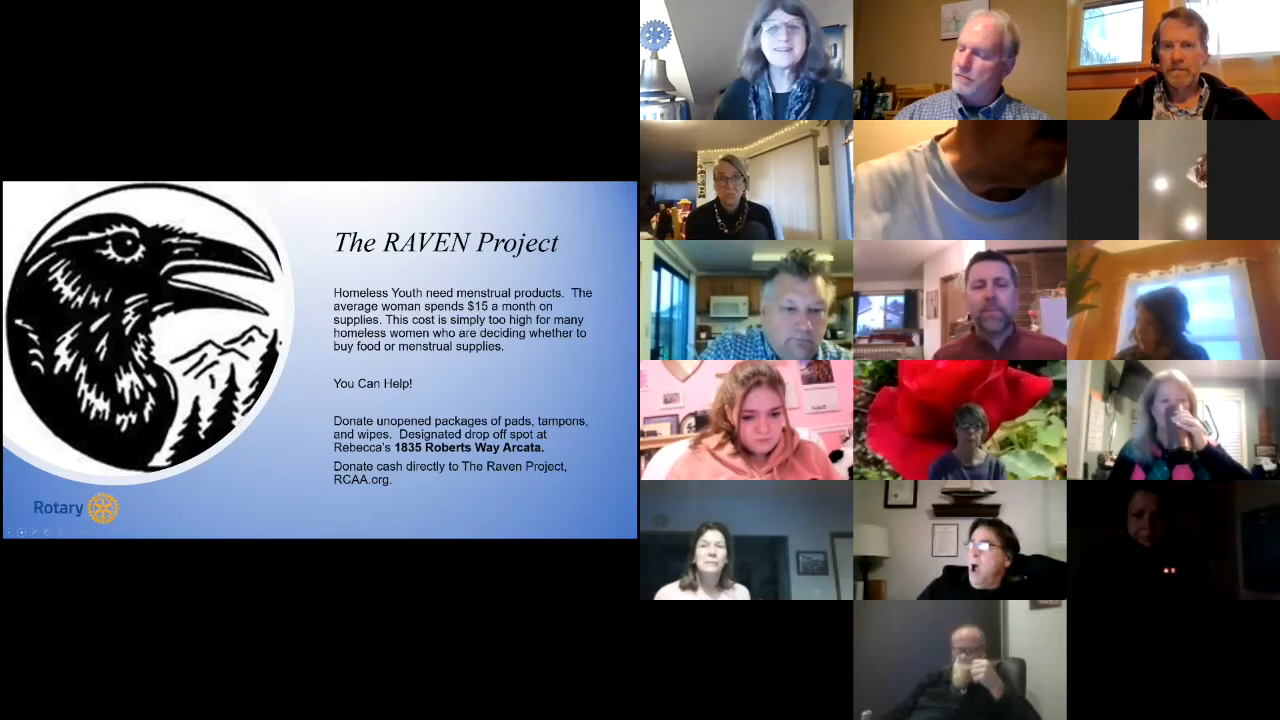 The RAVEN Project
Homeless Youth need menstrual products.  The
average woman spends $15 a month on
supplies. This cost is simply too high for many
homeless women who are deciding whether to
buy food or menstrual supplies.
You Can Help!
Donate unopened packages of pads, tampons,
and wipes.  Designated drop off spot at
Rebecca's 1835 Roberts Way Arcata.
Donate cash directly to The Raven Project,
RCAA.org.
Rotary